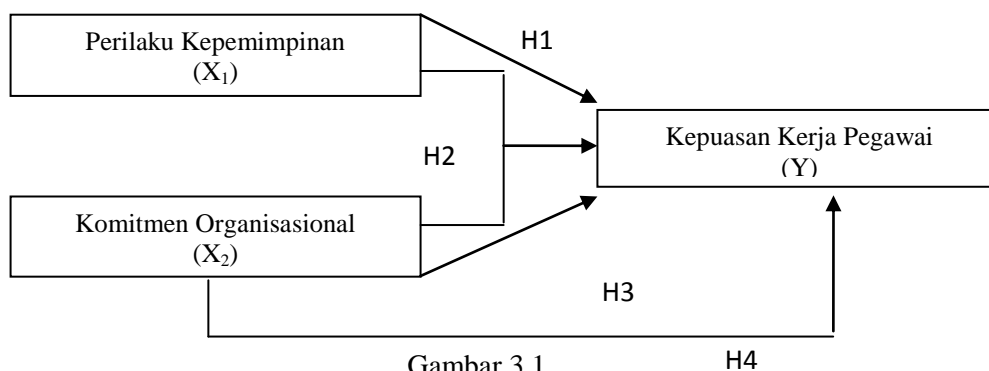 Perilaku Kepemimpinan
(X₁)
H1
Kepuasan Kerja Pegawai
(Y)
H2
Komitmen Organisasional
(X₂)
H3
Gambar 3.1
H4